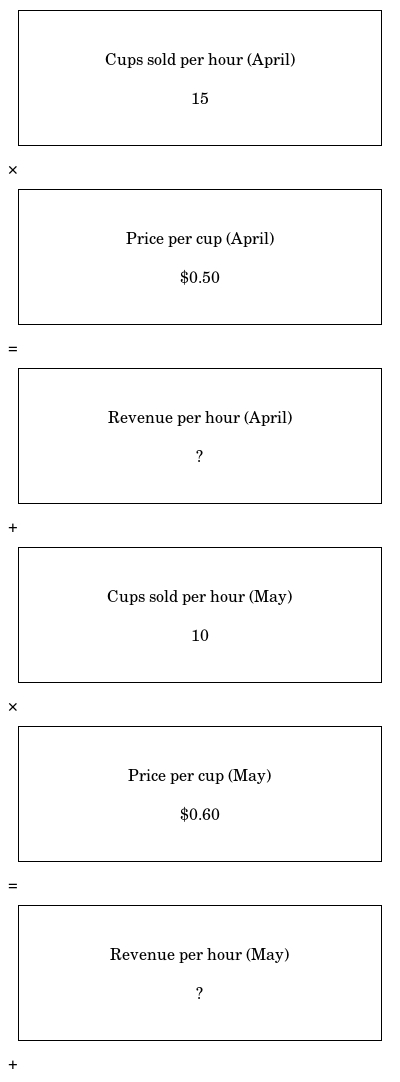 Cups sold per hour (April)
15
×
Price per cup (April)
$0.50
=
Revenue per hour (April)
?
+
Cups sold per hour (May)
10
×
Price per cup (May)
$0.60
=
Revenue per hour (May)
?
+